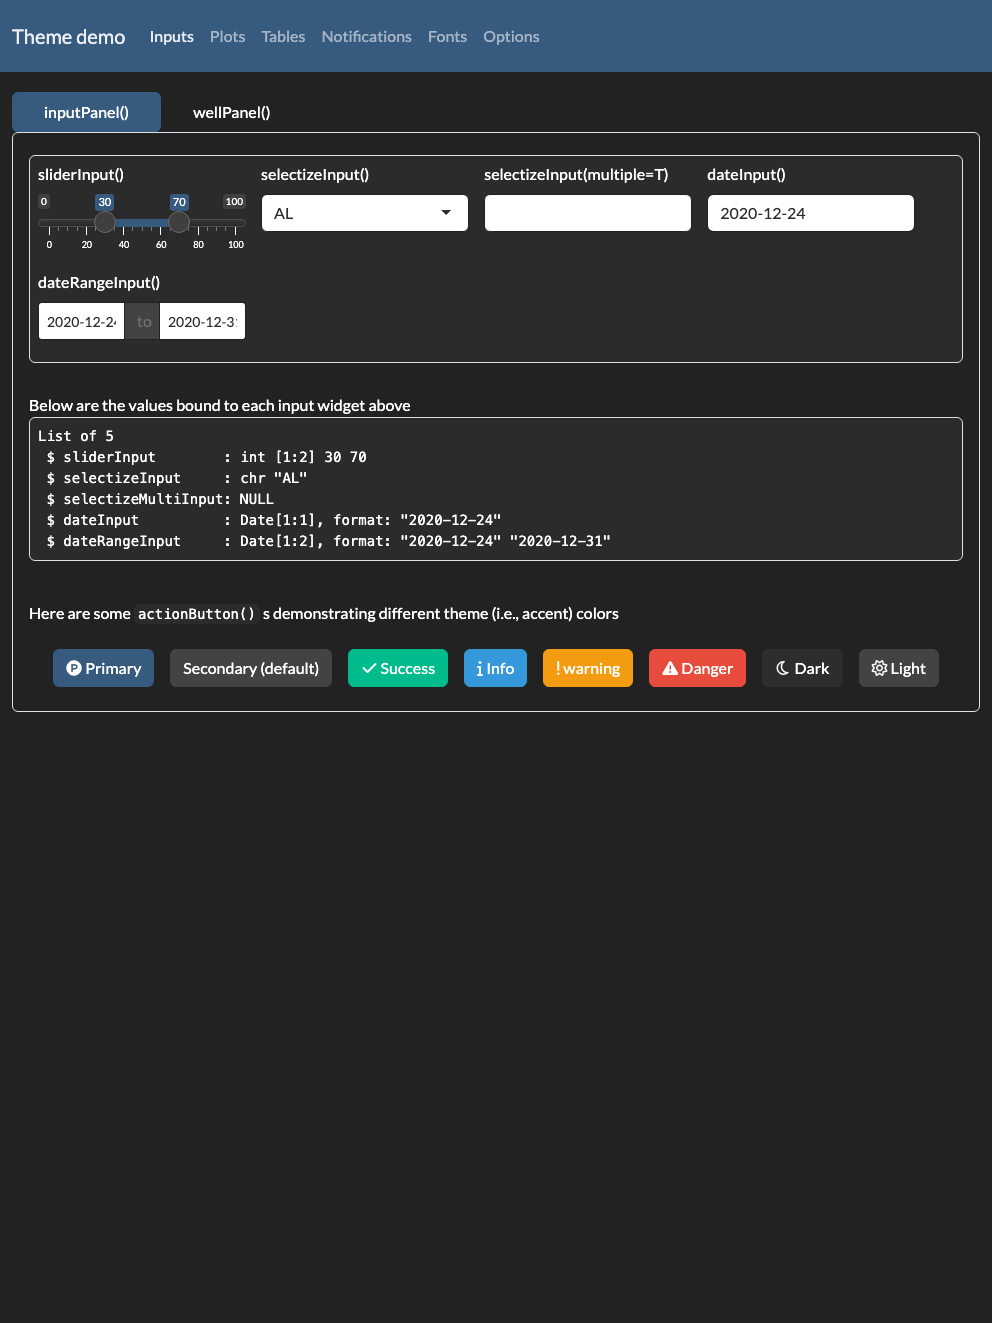 Theme demo Inputs Plots Tables Notifications Fonts Options
inputPanel() wellPanel()
sliderInput() selectizeInput() selectizeInput(multiple=T) dateInput()
0 30 70 100
AL 2020-12-24
0 20 40 60 80 100
dateRangeInput()
2020-12-24 to 2020-12-31
Below are the values bound to each input widget above
List of 5
 $ sliderInput        : int [1:2] 30 70
 $ selectizeInput     : chr "AL"
 $ selectizeMultiInput: NULL
 $ dateInput          : Date[1:1], format: "2020-12-24"
 $ dateRangeInput     : Date[1:2], format: "2020-12-24" "2020-12-31"
Here are some actionButton() s demonstrating different theme (i.e., accent) colors
Primary Secondary (default) Success Info warning Danger Dark Light